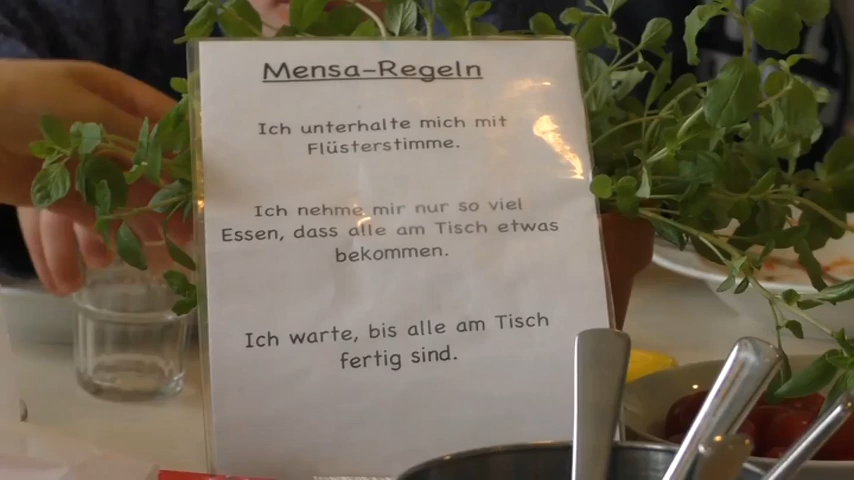 Mensa-Regeln
Ich unterhalte mich mit
Flüsterstimme.
Ich nehme mir nur so viel
Essen, dass alle am Tisch etwas
bekommen.
Ich warte, bis alle am Tisch
fertig sind.